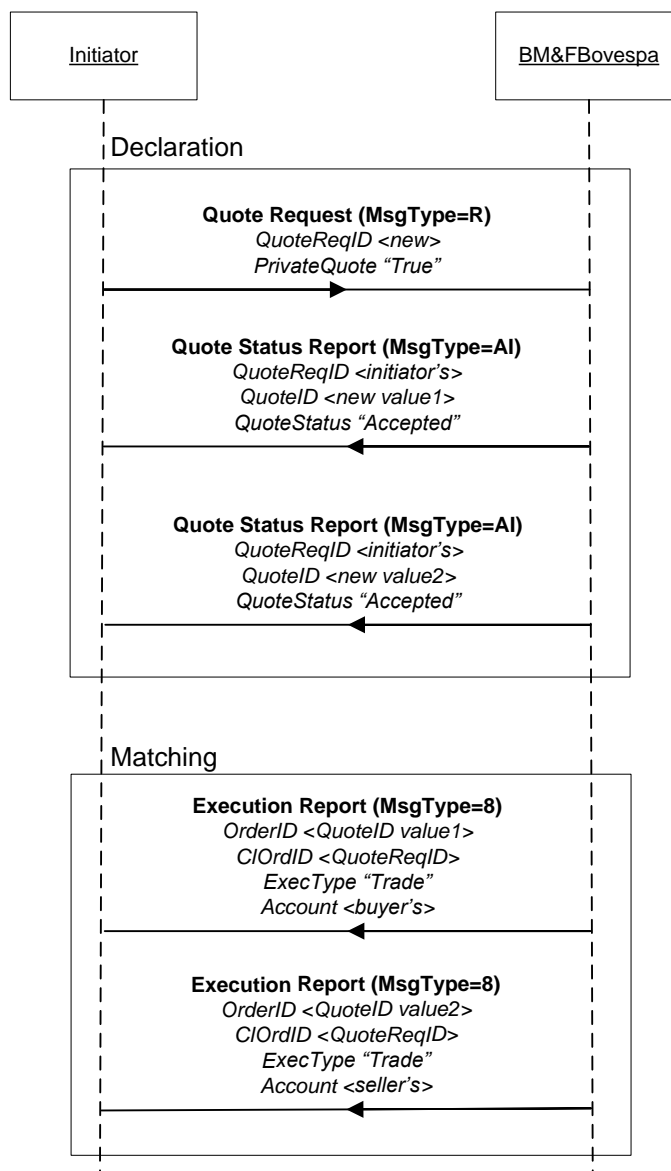 Initiator
BM&FBovespa
Declaration
Quote Request (MsgType=R)
QuoteReqID <new>
PrivateQuote “True”
Quote Status Report (MsgType=AI)
QuoteReqID <initiator’s>
QuoteID <new value1>
QuoteStatus “Accepted”
Quote Status Report (MsgType=AI)
QuoteReqID <initiator’s>
QuoteID <new value2>
QuoteStatus “Accepted”
Matching
Execution Report (MsgType=8)
OrderID <QuoteID value1>
ClOrdID <QuoteReqID>
ExecType “Trade”
Account <buyer’s>
Execution Report (MsgType=8)
OrderID <QuoteID value2>
ClOrdID <QuoteReqID>
ExecType “Trade”
Account <seller’s>